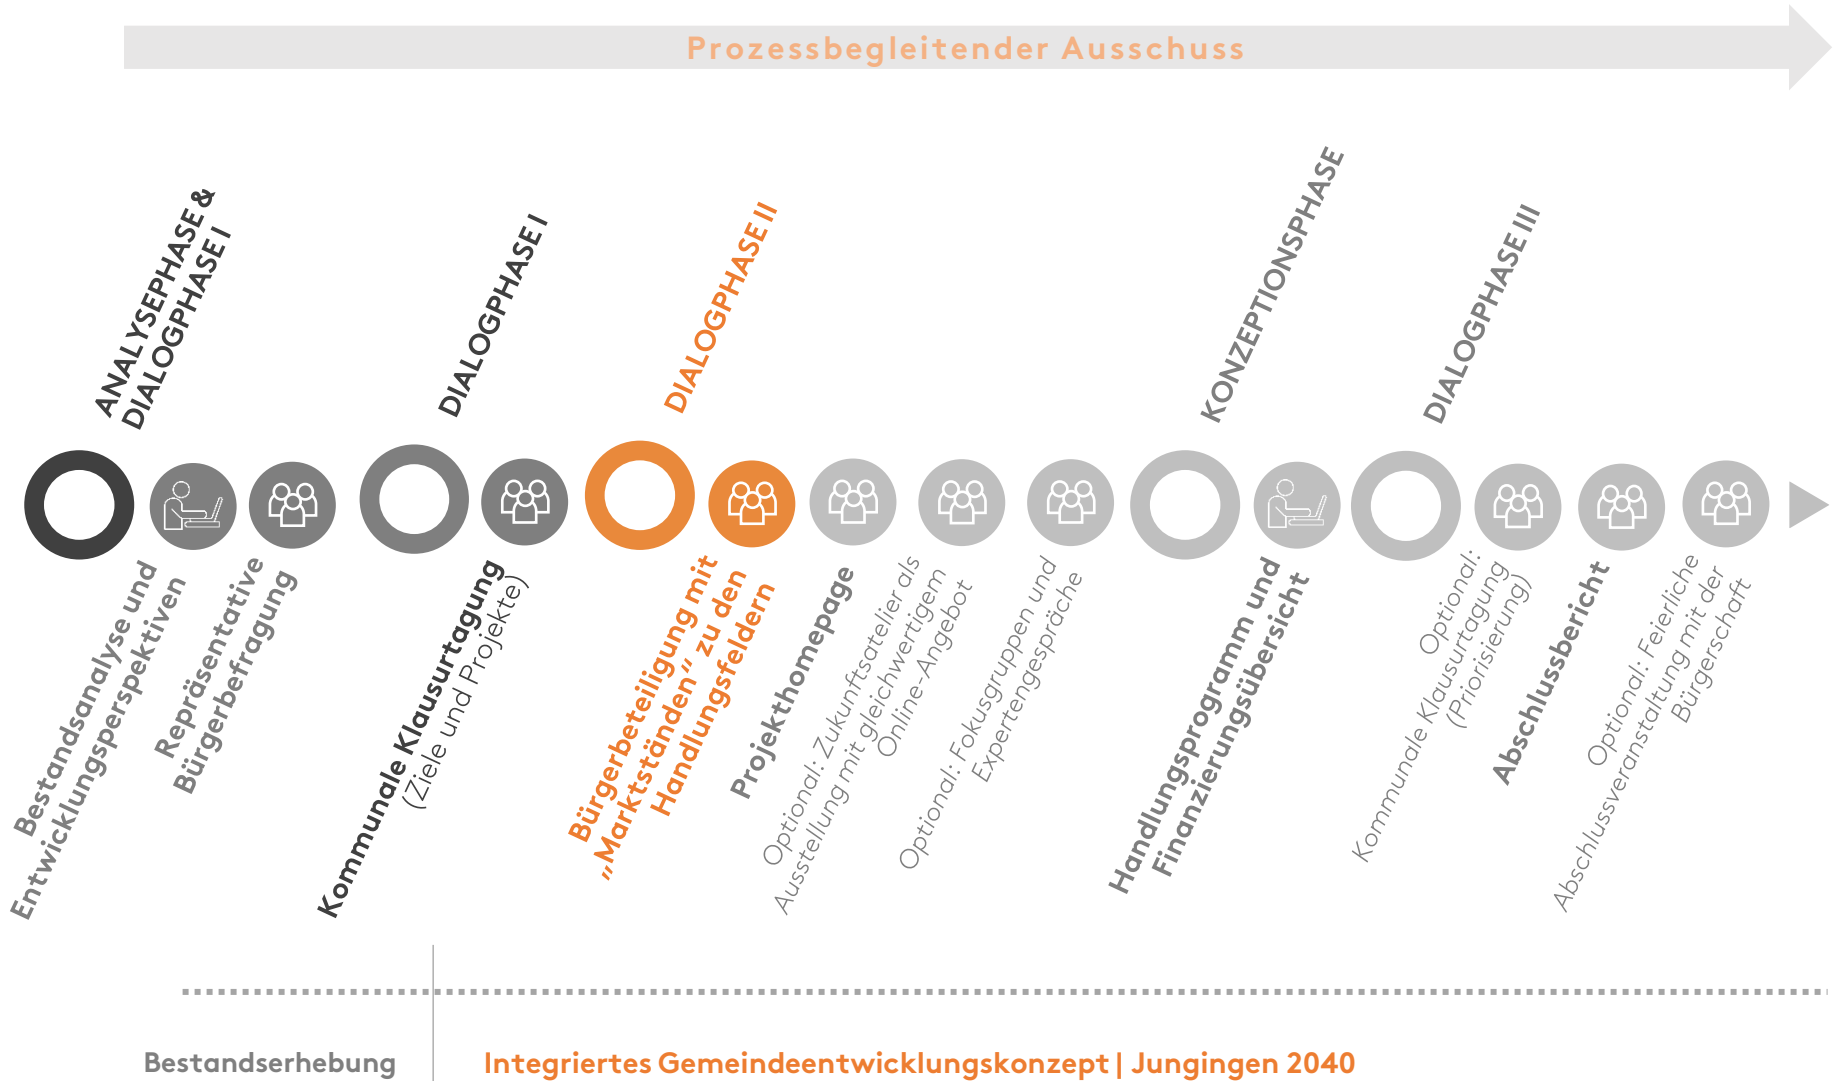 Prozessbegleitender Ausschuss
ANALYSEPHASE &
DIALOGPHASE I
DIALOGPHASE I
DIALOGPHASE II
KONZEPTIONSPHASE
DIALOGPHASE III
Bestandsanalyse und
Entwicklungsperspektiven
Repräsentative
Bürgerbefragung
Kommunale Klausurtagung
(Ziele und Projekte)
Bürgerbeteiligung mit
„Marktständen“ zu den
Handlungsfeldern
Projekthomepage
Optional: Zukunftsatelier als
Ausstellung mit gleichwertigem
Online-Angebot
Optional: Fokusgruppen und
Expertengespräche
Handlungsprogramm und
Finanzierungsübersicht
Optional:
Kommunale Klausurtagung
(Priorisierung)
Abschlussbericht
Optional: Feierliche
Abschlussveranstaltung mit der
Bürgerschaft
Bestandserhebung
Integriertes Gemeindeentwicklungskonzept | Jungingen 2040